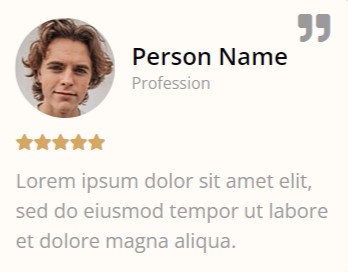 Person Name
Profession
Lorem ipsum dolor sit amet elit,
sed do eiusmod tempor ut labore
et dolore magna aliqua.